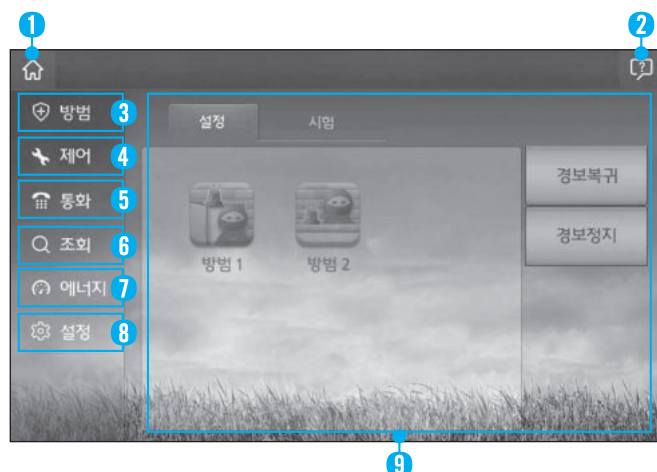 1
2
?
방범 3
제어 4
통화 5
조회 6
에너지 7
설정 8
설정 시험
방범 1 방범 2
경보복귀
경보정지
9